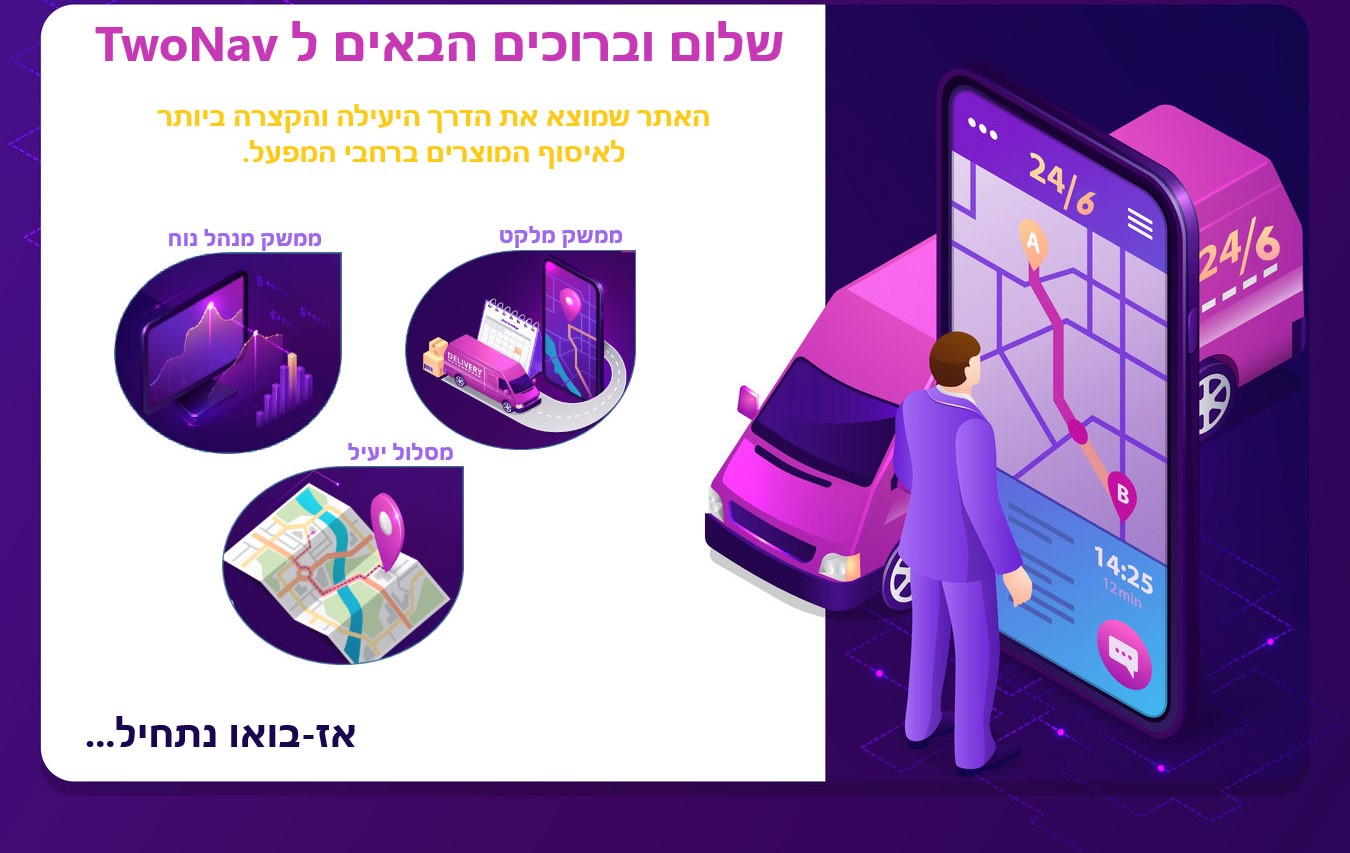 שלום וברוכים הבאים ל TwoNav
האתר שמוצא את הדרך היעילה והקצרה ביותר
לאיסוף המוצרים ברחבי המפעל.
ממשק מלקט
ממשק מנהל נוח
DELIVERY
מסלול יעיל
אז-בואו נתחיל...
24/6
A
B
14:25
12min
24/6